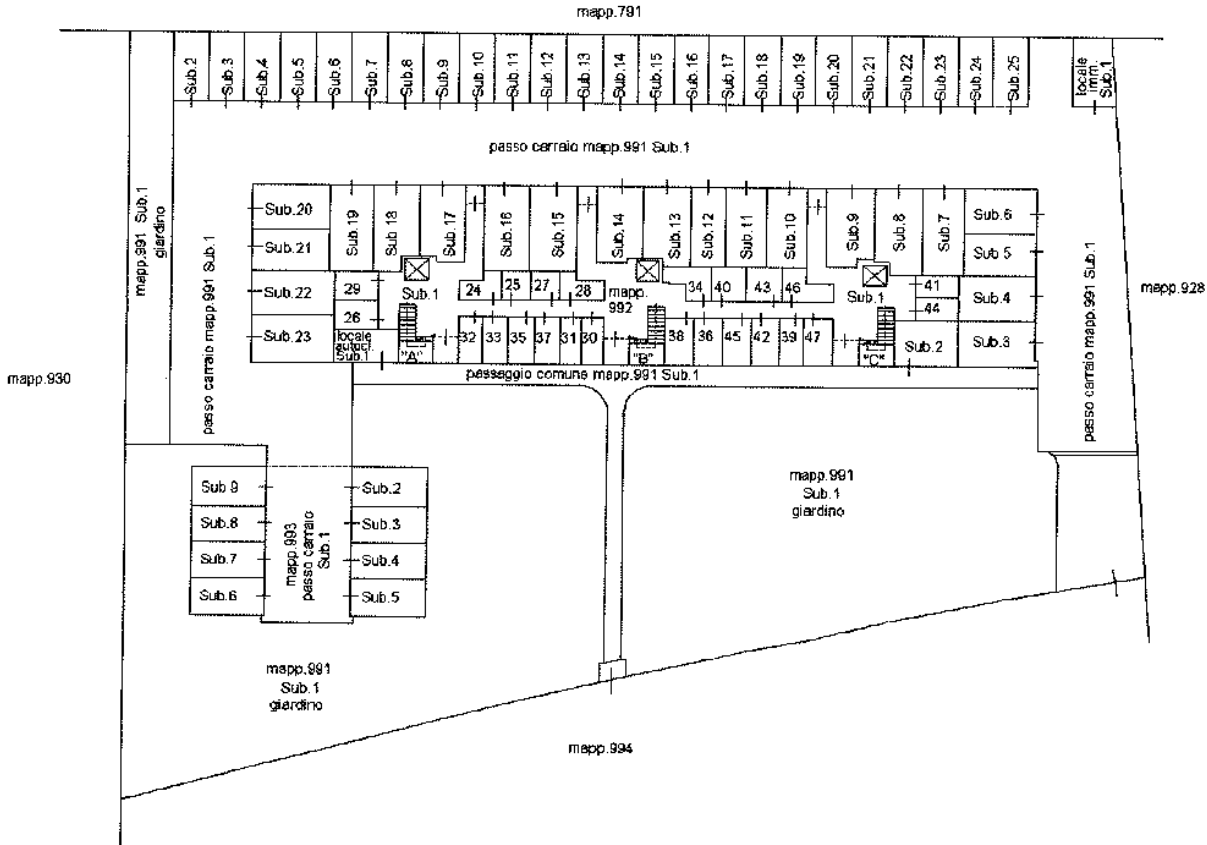 mapp.791
Sub.2
Sub.3
Sub.4
Sub.5
Sub.6
Sub.7
Sub.8
Sub.9
Sub.10
Sub.11
Sub.12
Sub.13
Sub.14
Sub.15
Sub.16
Sub.17
Sub.18
Sub.19
Sub.20
Sub.21
Sub.22
Sub.23
Sub.24
Sub.25
locale
imm.
Sub.1
passo carraio mapp.991 Sub.1
mapp.991 Sub.1
giardino
passo carraio mapp.991 Sub.1
Sub.20
Sub.21
Sub.22
Sub.23
Sub.19
Sub.18
Sub.17
Sub.16
Sub.15
Sub.14
Sub.13
Sub.12
Sub.11
Sub.10
Sub.9
Sub.8
Sub.7
Sub.6
Sub.5
Sub.4
Sub.3
29
26
Sub.1
24
25
27
28
mapp.
992
34
40
43
46
Sub.1
41
44
locale
autocl.
Sub.1
"A"
32
33
35
37
31
30
"B"
38
36
45
42
39
47
"C"
Sub.2
passaggio comune mapp.991 Sub.1
passo carraio mapp.991 Sub.1
mapp.928
mapp.930
Sub 9
Sub.8
Sub.7
Sub.6
mapp.993
passo carraio
Sub.1
Sub.2
Sub.3
Sub.4
Sub.5
mapp.991
Sub.1
giardino
mapp.991
Sub.1
giardino
mapp.994